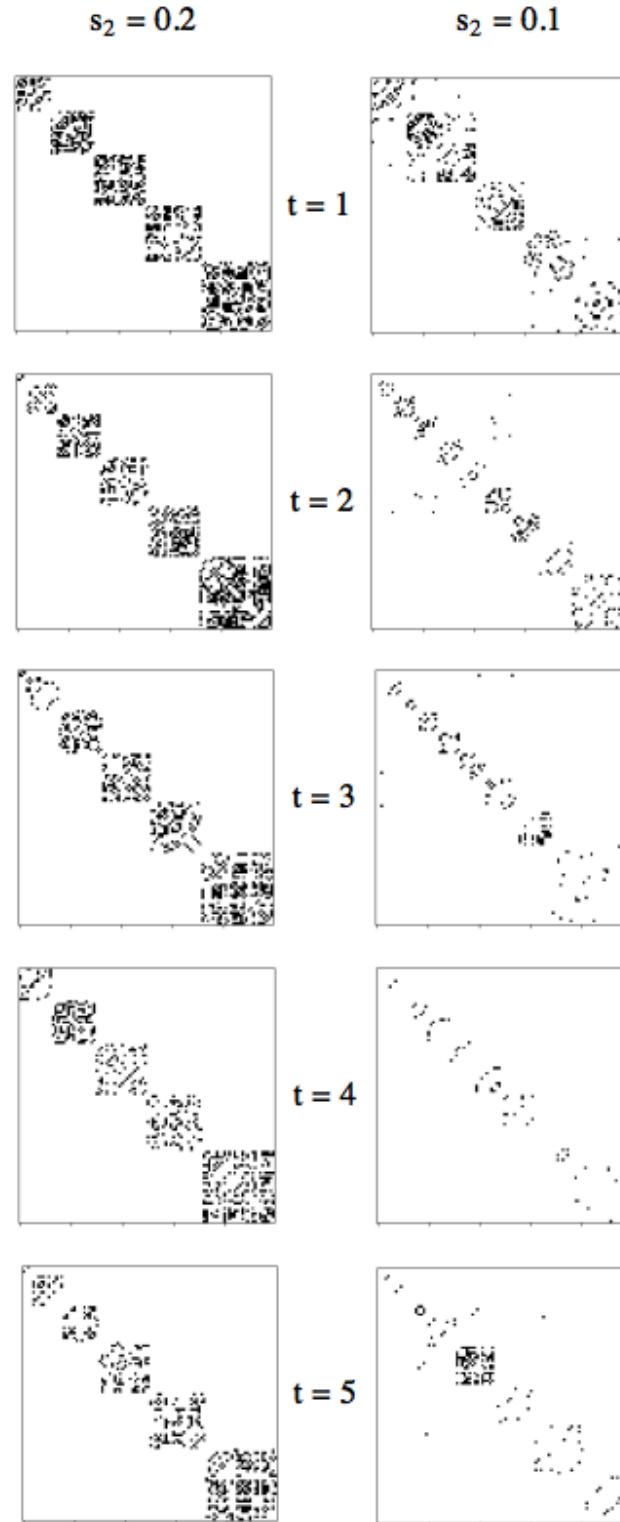 s₂ = 0.2 s₂ = 0.1
t = 1
t = 2
t = 3
t = 4
t = 5